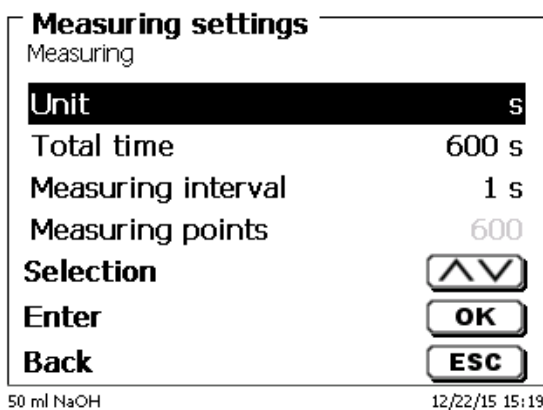 Measuring settings
Measuring
Unit s
Total time 600 s
Measuring interval 1 s
Measuring points 600
Selection
Enter OK
Back ESC
50 ml NaOH 12/22/15 15:19